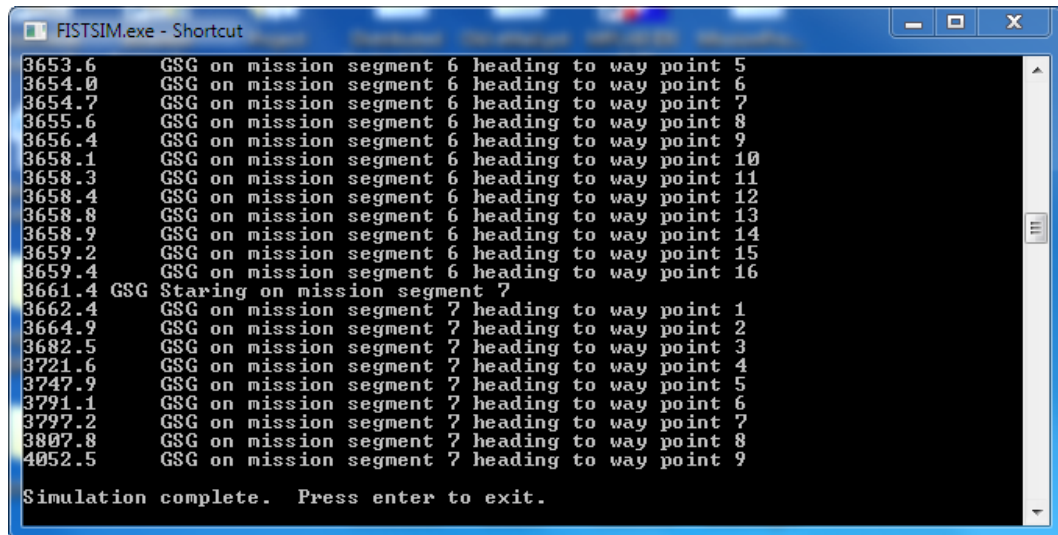 FISTSIM.exe - Shortcut
3653.6 GSG on mission segment 6 heading to way point 5
3654.0 GSG on mission segment 6 heading to way point 6
3654.7 GSG on mission segment 6 heading to way point 7
3655.6 GSG on mission segment 6 heading to way point 8
3656.4 GSG on mission segment 6 heading to way point 9
3658.1 GSG on mission segment 6 heading to way point 10
3658.3 GSG on mission segment 6 heading to way point 11
3658.4 GSG on mission segment 6 heading to way point 12
3658.8 GSG on mission segment 6 heading to way point 13
3658.9 GSG on mission segment 6 heading to way point 14
3659.2 GSG on mission segment 6 heading to way point 15
3659.4 GSG on mission segment 6 heading to way point 16
3661.4 GSG Staring on mission segment 7
3662.4 GSG on mission segment 7 heading to way point 1
3664.9 GSG on mission segment 7 heading to way point 2
3682.5 GSG on mission segment 7 heading to way point 3
3721.6 GSG on mission segment 7 heading to way point 4
3747.9 GSG on mission segment 7 heading to way point 5
3791.1 GSG on mission segment 7 heading to way point 6
3797.2 GSG on mission segment 7 heading to way point 7
3807.8 GSG on mission segment 7 heading to way point 8
4052.5 GSG on mission segment 7 heading to way point 9
Simulation complete.  Press enter to exit.